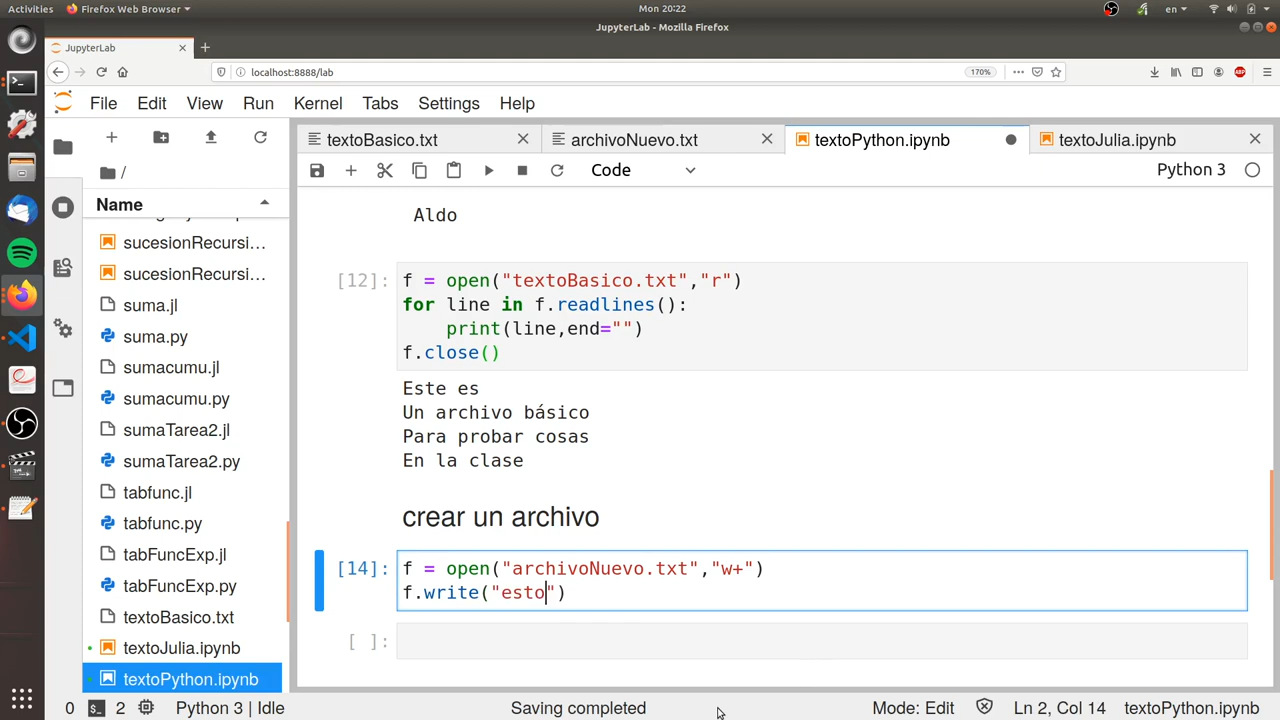 Activities
Firefox Web Browser
Mon 20:22
en
JupyterLab - Mozilla Firefox
JupyterLab
localhost:8888/lab
170%
ABP
File Edit View Run Kernel Tabs Settings Help
textoBasico.txt
archivoNuevo.txt
textoPython.ipynb
textoJulia.ipynb
/
Code
Python 3
Name
sucesionRecursi...
sucesionRecursi...
suma.jl
suma.py
sumacumu.jl
sumacumu.py
sumaTarea2.jl
sumaTarea2.py
tabfunc.jl
tabfunc.py
tabFuncExp.jl
tabFuncExp.py
textoBasico.txt
textoJulia.ipynb
textoPython.ipynb
Aldo
[12]: f = open("textoBasico.txt","r")
for line in f.readlines():
    print(line,end="")
f.close()
Este es
Un archivo básico
Para probar cosas
En la clase
crear un archivo
[14]: f = open("archivoNuevo.txt","w+")
f.write("esto")
[ ]:
0 2 Python 3 | Idle
Saving completed
Mode: Edit
Ln 2, Col 14
textoPython.ipynb